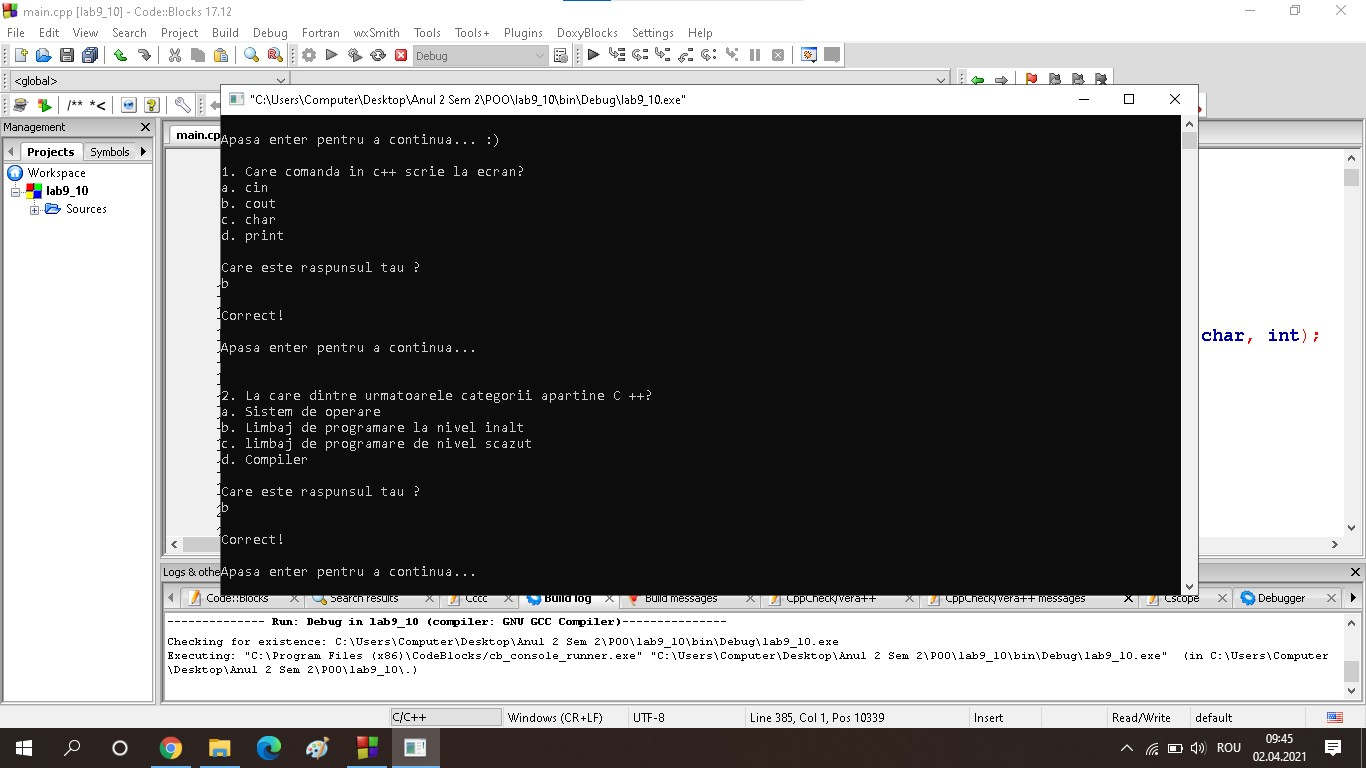 main.cpp [lab9_10] - Code::Blocks 17.12
File Edit View Search Project Build Debug Fortran wxSmith Tools Tools+ Plugins DoxyBlocks Settings Help
Debug
<global>
/** *<
"C:\Users\Computer\Desktop\Anul 2 Sem 2\POO\lab9_10\bin\Debug\lab9_10.exe"
Management
main.cp
Projects Symbols
Workspace
lab9_10
Sources
Apasa enter pentru a continua... :)
1. Care comanda in c++ scrie la ecran?
a. cin
b. cout
c. char
d. print
Care este raspunsul tau ?
b
Correct!
Apasa enter pentru a continua...
char, int);
2. La care dintre urmatoarele categorii apartine C ++?
a. Sistem de operare
b. Limbaj de programare la nivel inalt
c. limbaj de programare de nivel scazut
d. Compiler
Care este raspunsul tau ?
b
Correct!
Apasa enter pentru a continua...
Logs & othe
Code::Blocks Search results Cccc Build log Build messages CppCheck/Vera++ CppCheck/Vera++ messages Cscope Debugger
-------------- Run: Debug in lab9_10 (compiler: GNU GCC Compiler)---------------
Checking for existence: C:\Users\Computer\Desktop\Anul 2 Sem 2\POO\lab9_10\bin\Debug\lab9_10.exe
Executing: "C:\Program Files (x86)\CodeBlocks/cb_console_runner.exe" "C:\Users\Computer\Desktop\Anul 2 Sem 2\POO\lab9_10\bin\Debug\lab9_10.exe" (in C:\Users\Computer
\Desktop\Anul 2 Sem 2\POO\lab9_10\.)
C/C++ Windows (CR+LF) UTF-8 Line 385, Col 1, Pos 10339 Insert Read/Write default
ROU
09:45
02.04.2021